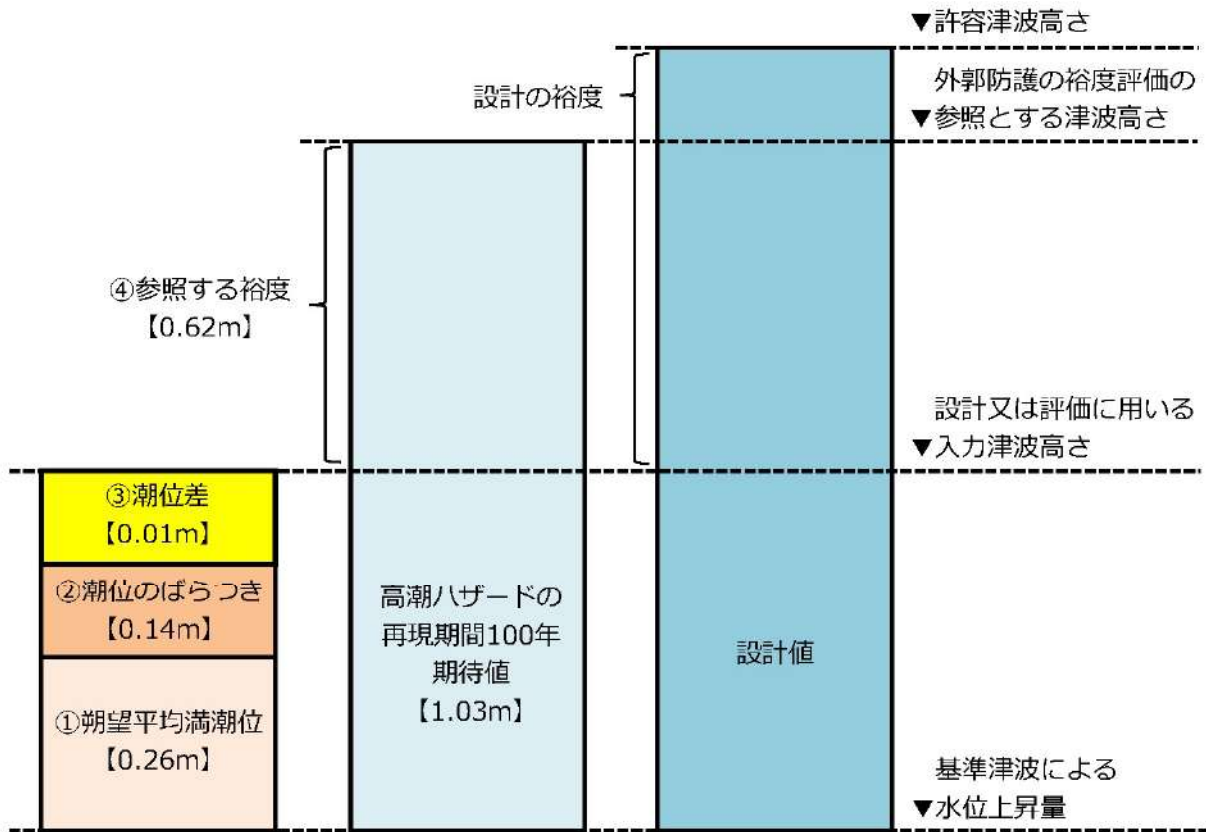 ▼許容津波高さ
設計の裕度
外郭防護の裕度評価の
▼参照とする津波高さ
④参照する裕度
【0.62m】
設計又は評価に用いる
▼入力津波高さ
③潮位差
【0.01m】
②潮位のばらつき
【0.14m】
①朔望平均満潮位
【0.26m】
高潮ハザードの
再現期間100年
期待値
【1.03m】
設計値
基準津波による
▼水位上昇量